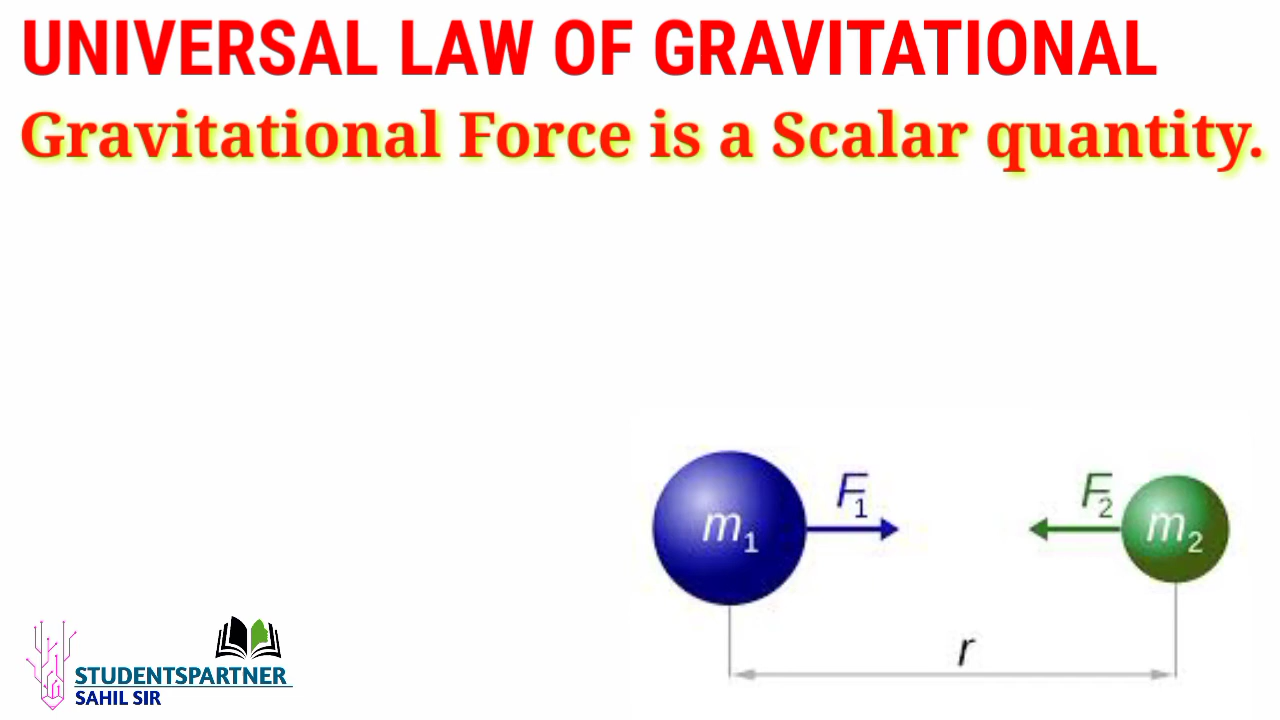 UNIVERSAL LAW OF GRAVITATIONAL
Gravitational Force is a Scalar quantity.
m1
F1
F2
m2
r
STUDENTSPARTNER
SAHIL SIR